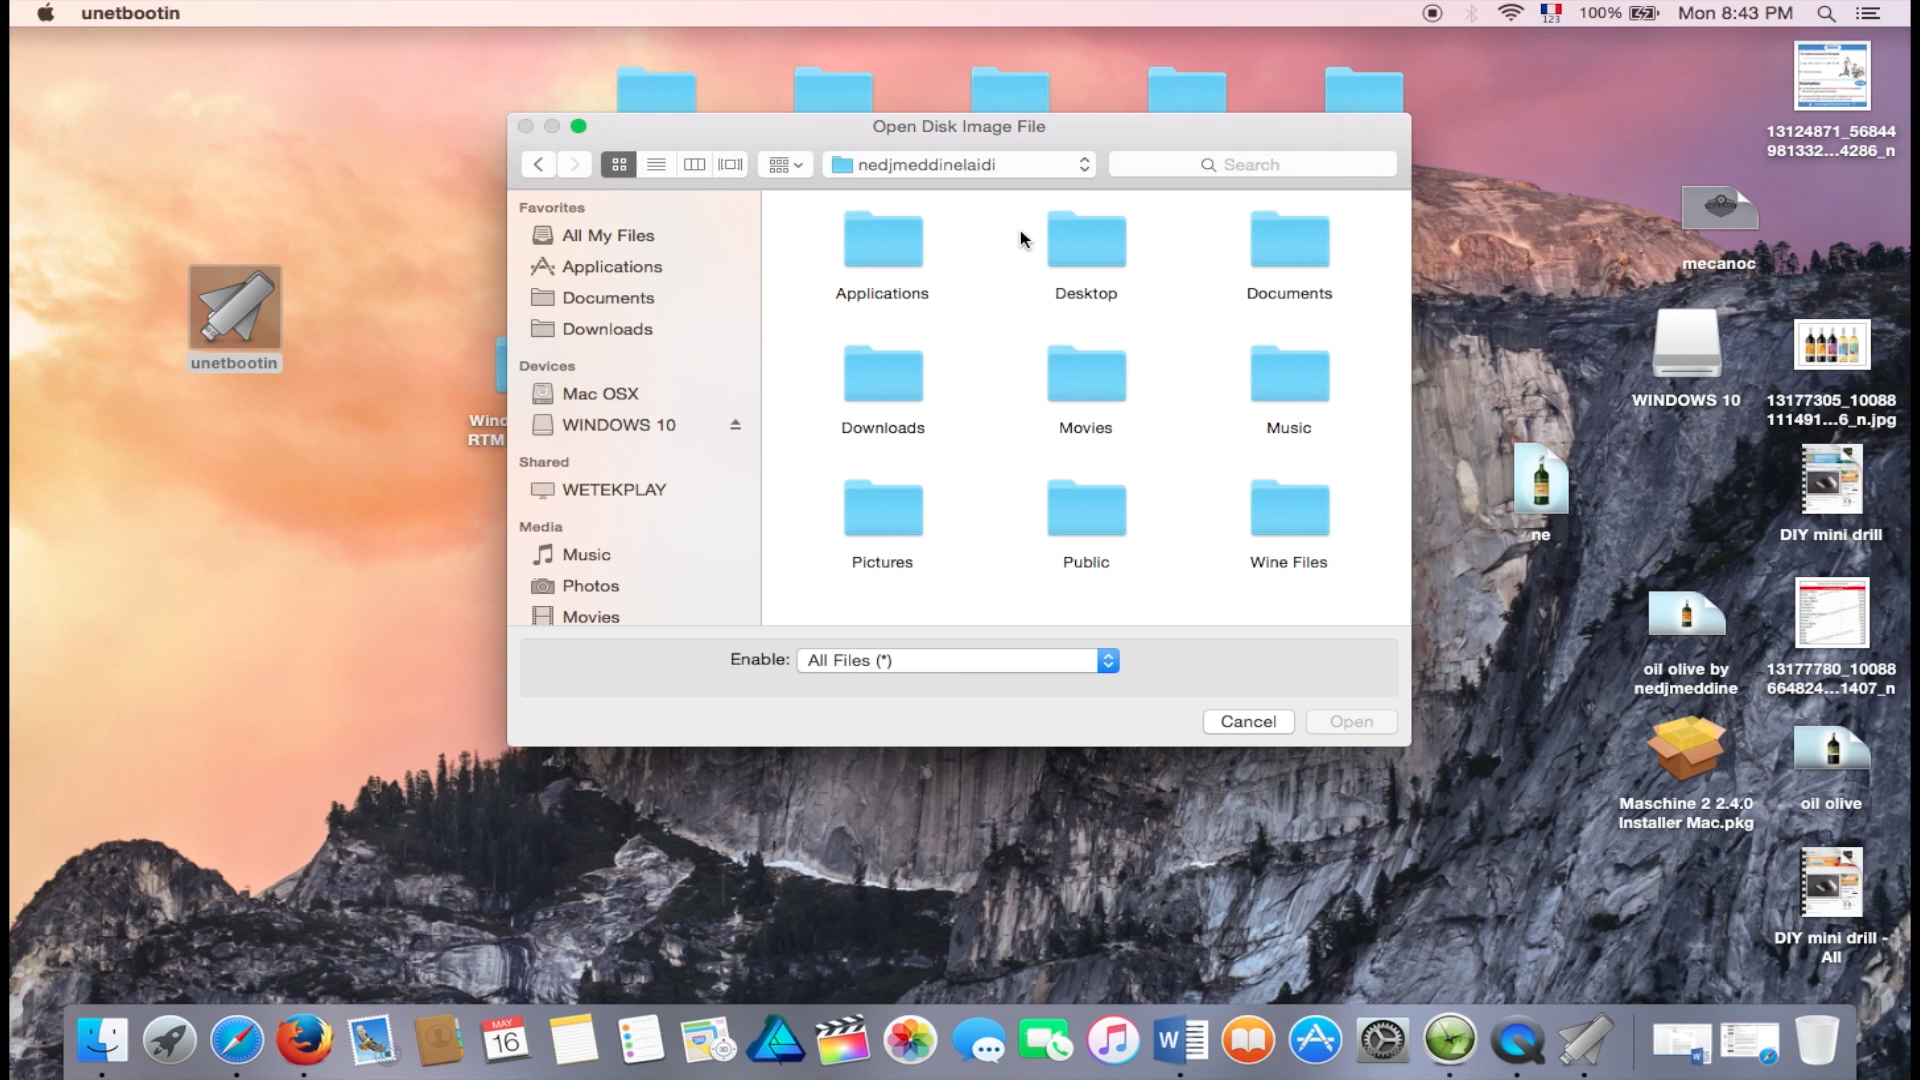 unetbootin
123
100%
Mon 8:43 PM
Open Disk Image File
nedjmeddinelaidi
Search
Favorites
All My Files
Applications
Documents
Downloads
Devices
Mac OSX
WINDOWS 10
Shared
WETEKPLAY
Media
Music
Photos
Movies
Applications
Desktop
Documents
Downloads
Movies
Music
Pictures
Public
Wine Files
Enable:
All Files (*)
Cancel
Open
unetbootin
Wind
RTM
13124871_56844
981332...4286_n
mecanoc
WINDOWS 10
13177305_10088
111491...6_n.jpg
ne
DIY mini drill
oil olive by
nedjmeddine
13177780_10088
664824...1407_n
Maschine 2 2.4.0
Installer Mac.pkg
oil olive
DIY mini drill -
All
MAY
16
3D
W
W